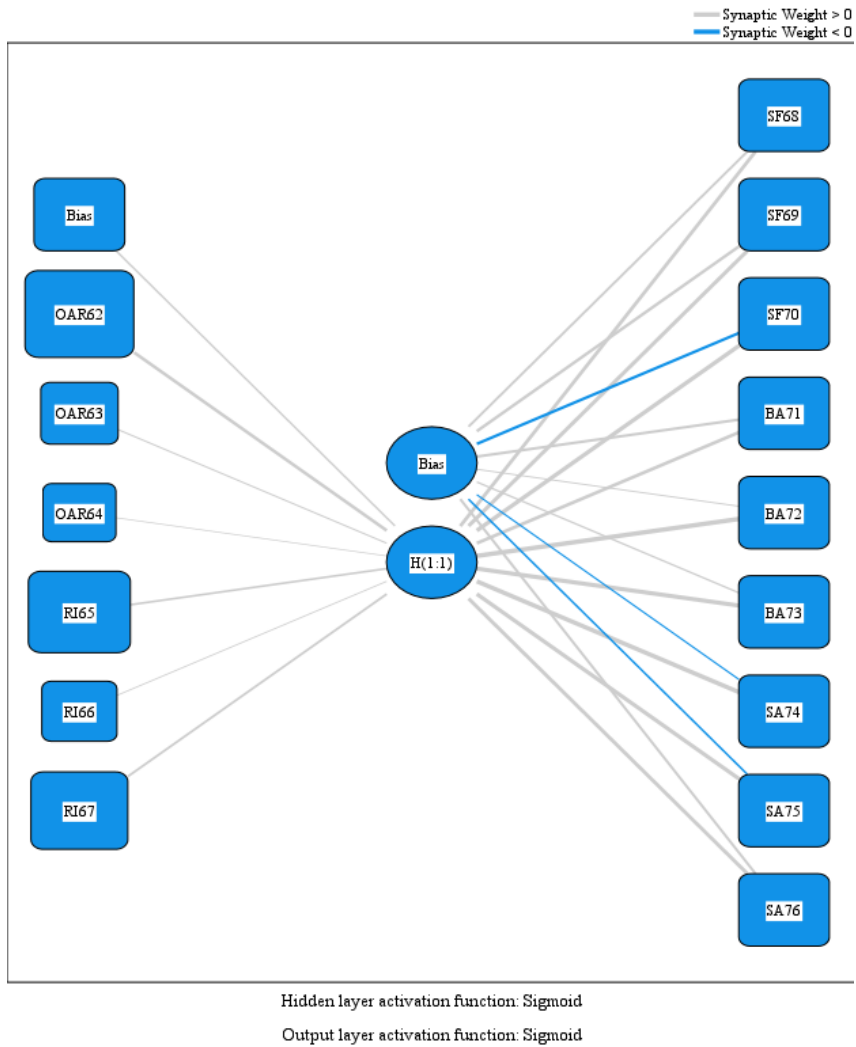 Synaptic Weight > 0
Synaptic Weight < 0
Bias
OAR62
OAR63
OAR64
RI65
RI66
RI67
Bias
H(1:1)
SF68
SF69
SF70
BA71
BA72
BA73
SA74
SA75
SA76
Hidden layer activation function: Sigmoid
Output layer activation function: Sigmoid